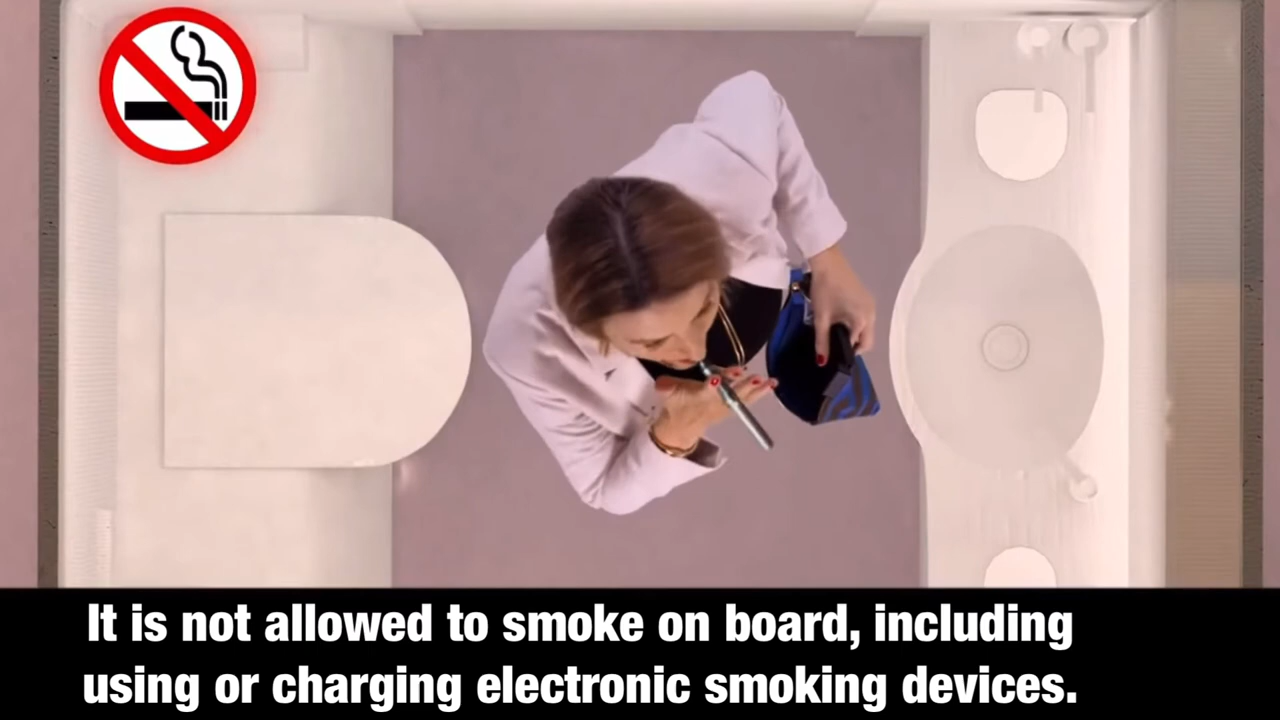 It is not allowed to smoke on board, including
using or charging electronic smoking devices.